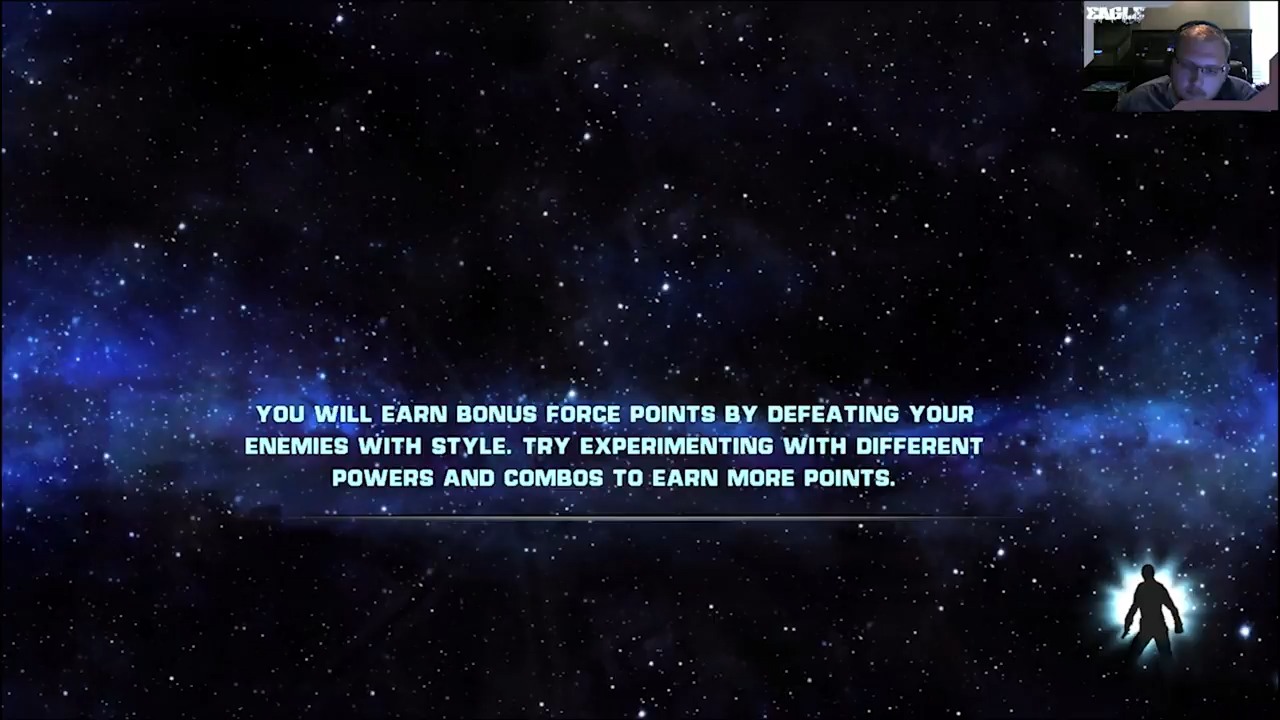 EAGLE
YOU WILL EARN BONUS FORCE POINTS BY DEFEATING YOUR
ENEMIES WITH STYLE. TRY EXPERIMENTING WITH DIFFERENT
POWERS AND COMBOS TO EARN MORE POINTS.